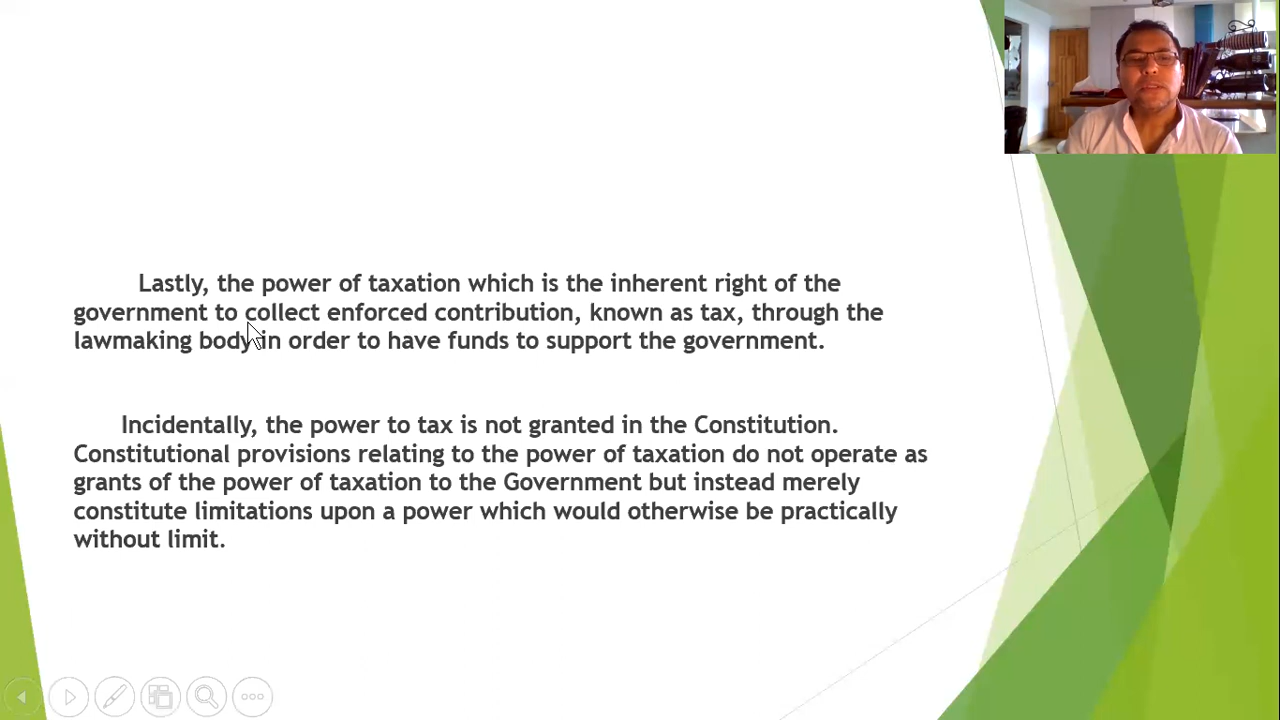 Lastly, the power of taxation which is the inherent right of the
government to collect enforced contribution, known as tax, through the
lawmaking body in order to have funds to support the government.
Incidentally, the power to tax is not granted in the Constitution.
Constitutional provisions relating to the power of taxation do not operate as
grants of the power of taxation to the Government but instead merely
constitute limitations upon a power which would otherwise be practically
without limit.